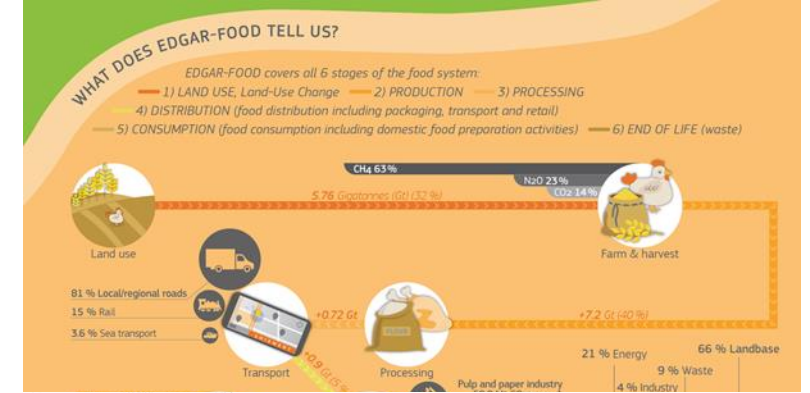 WHAT DOES EDGAR-FOOD TELL US?
EDGAR-FOOD covers all 6 stages of the food system:
1) LAND USE, Land-Use Change 2) PRODUCTION 3) PROCESSING
4) DISTRIBUTION (food distribution including packaging, transport and retail)
5) CONSUMPTION (food consumption including domestic food preparation activities) 6) END OF LIFE (waste)
CH4 63%
N2O 23%
CO2 14%
5.76 Gigatonnes (Gt) (32 %)
Land use
Farm & harvest
81 % Local/regional roads
15 % Rail
3.6 % Sea transport
+0.72 Gt
+7.2 Gt (40 %)
Transport
Processing
+0.9 Gt (5 %
21 % Energy
66 % Landbase
9 % Waste
4 % Industry
Pulp and paper industry